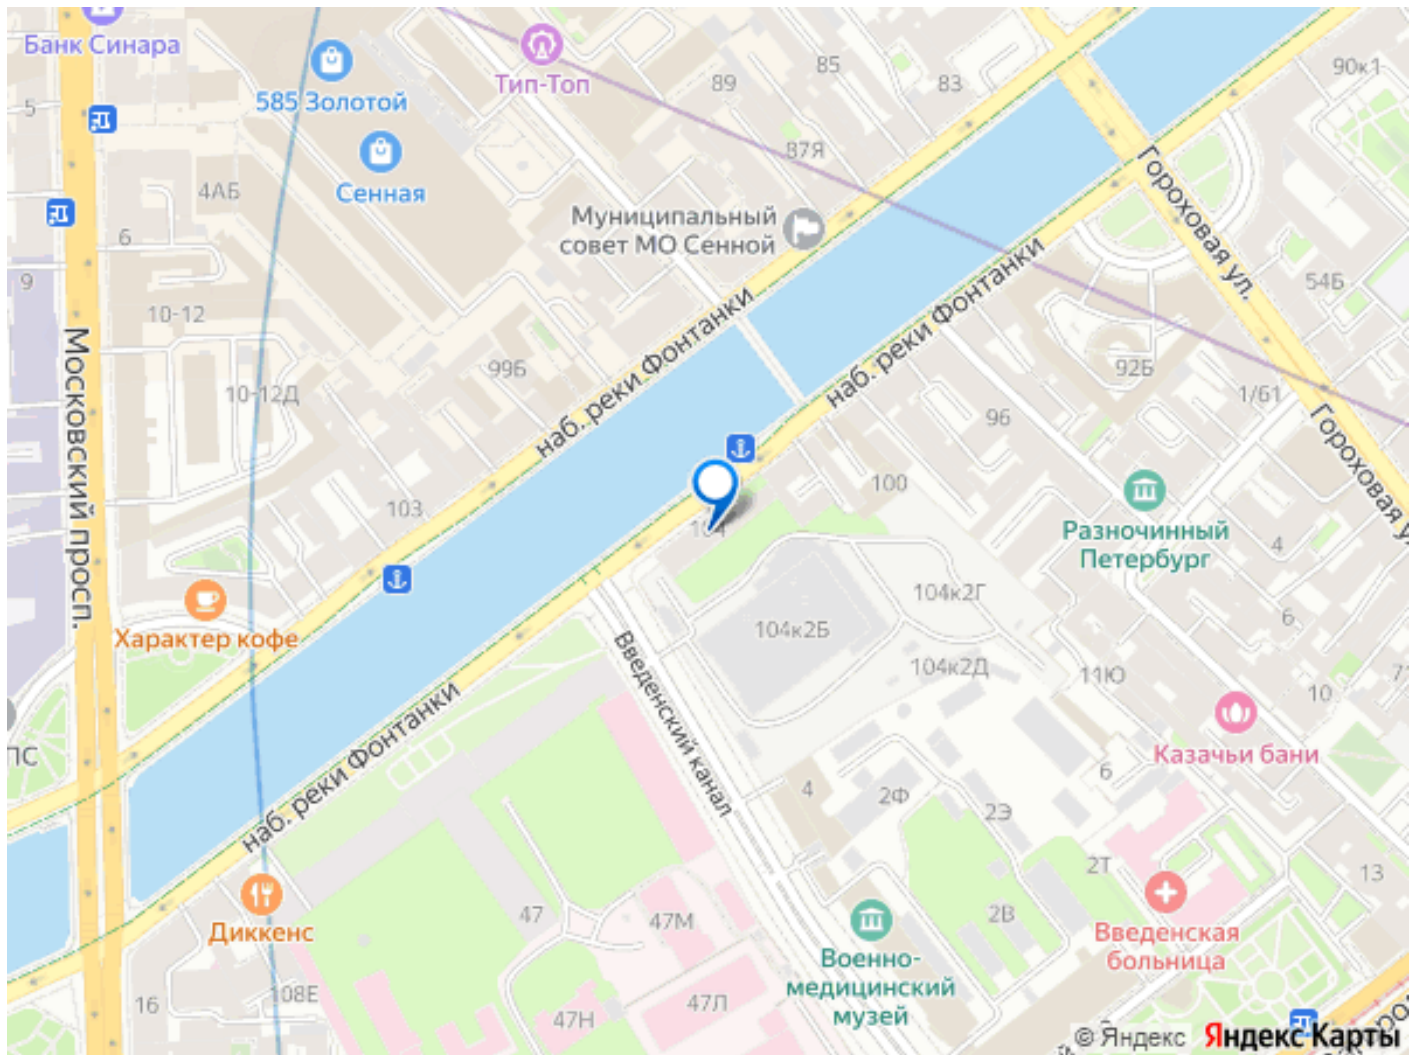 Банк Синара
585 Золотой
Тип-Топ
89
85
83
90к1
5
Сенная
87Я
4АБ
6
9
Муниципальный
совет МО Сенной
Гороховая ул.
54Б
10-12
наб. реки Фонтанки
наб. реки Фонтанки
99Б
10-12Д
92Б
1/61
96
Московский просп.
103
100
104
Гороховая ул.
Разночинный
Петербург
4
6
Характер кофе
104к2Г
104к2Б
104к2Д
11Ю
10
Введенский канал
ПС
наб. реки Фонтанки
Казачьи бани
6
4
2Ф
2Э
2Т
13
Диккенс
47
47М
2В
Введенская
больница
Военно-
медицинский
музей
16
108Е
47Н
47Л
© Яндекс Яндекс Карты